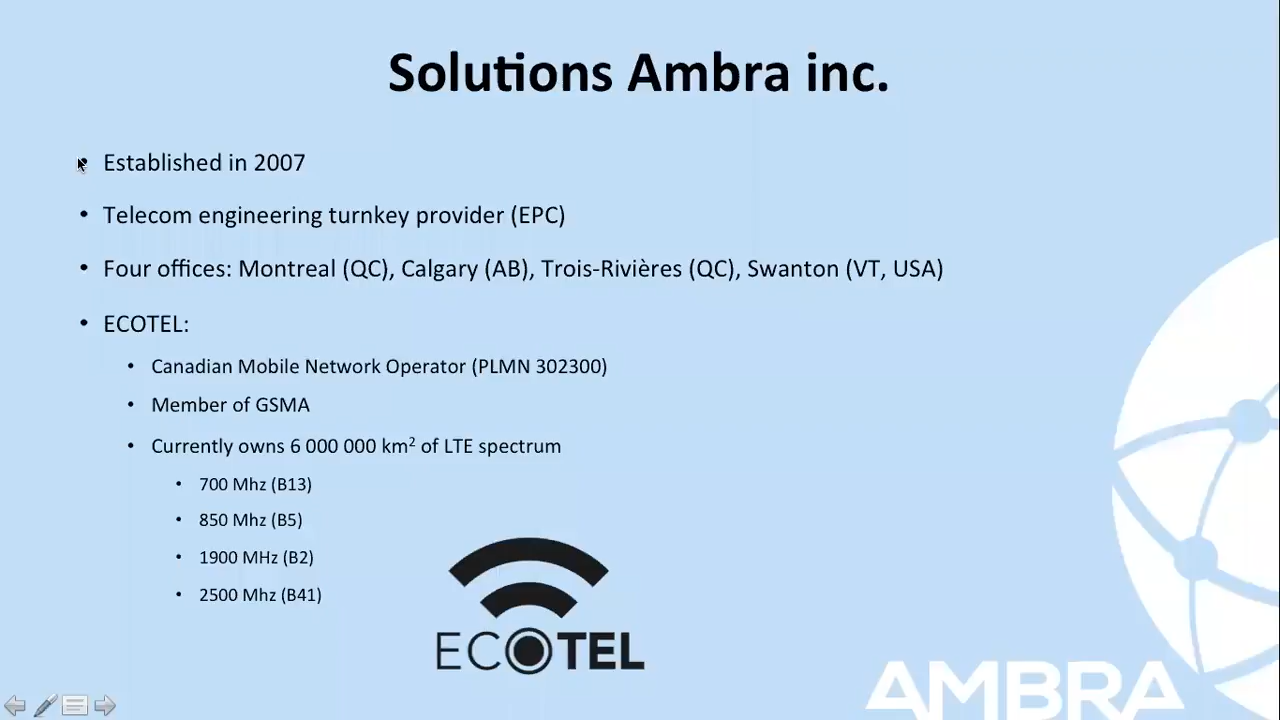 Solutions Ambra inc.
• Established in 2007
• Telecom engineering turnkey provider (EPC)
• Four offices: Montreal (QC), Calgary (AB), Trois-Rivières (QC), Swanton (VT, USA)
• ECOTEL:
• Canadian Mobile Network Operator (PLMN 302300)
• Member of GSMA
• Currently owns 6 000 000 km² of LTE spectrum
• 700 Mhz (B13)
• 850 Mhz (B5)
• 1900 MHz (B2)
• 2500 Mhz (B41)
ECOTEL
AMBRA